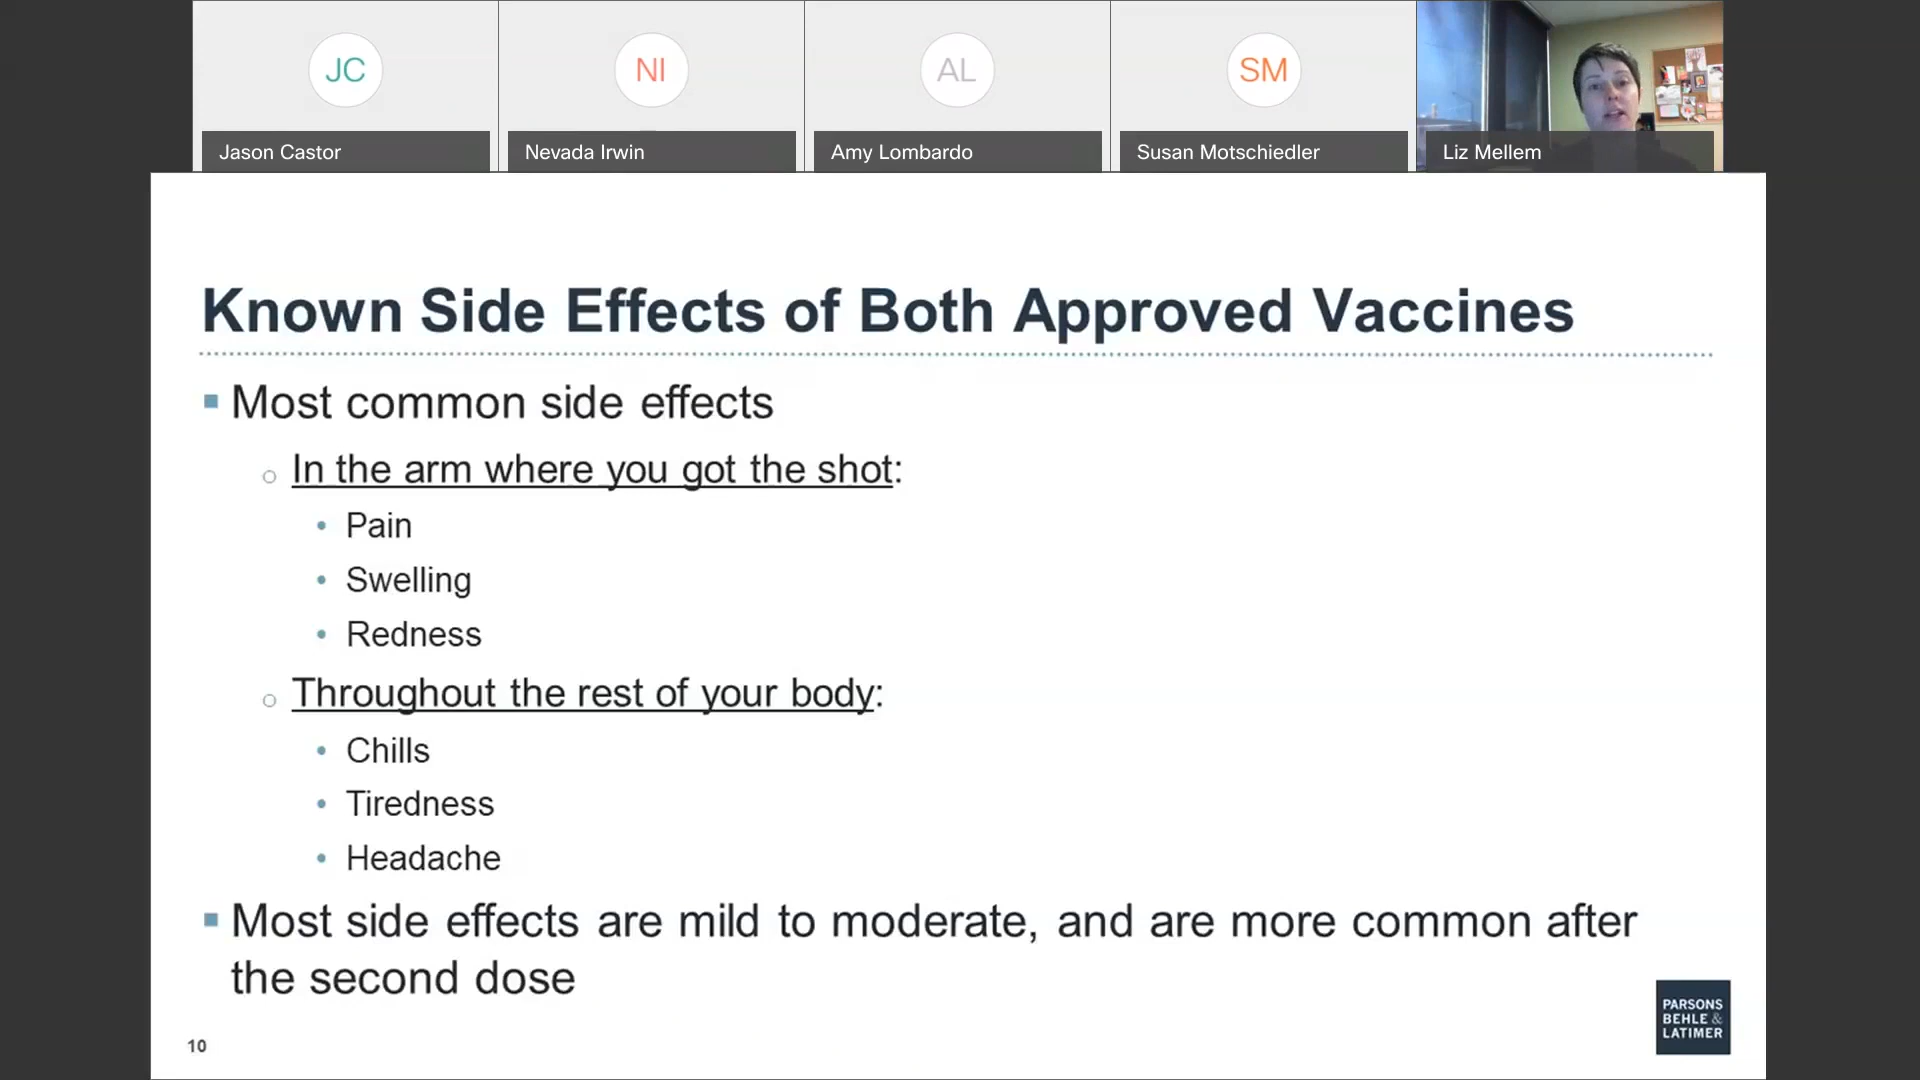 JC
NI
AL
SM
Jason Castor
Nevada Irwin
Amy Lombardo
Susan Motschiedler
Liz Mellem
Known Side Effects of Both Approved Vaccines
Most common side effects
In the arm where you got the shot:
Pain
Swelling
Redness
Throughout the rest of your body:
Chills
Tiredness
Headache
Most side effects are mild to moderate, and are more common after
the second dose
PARSONS
BEHLE &
LATIMER
10